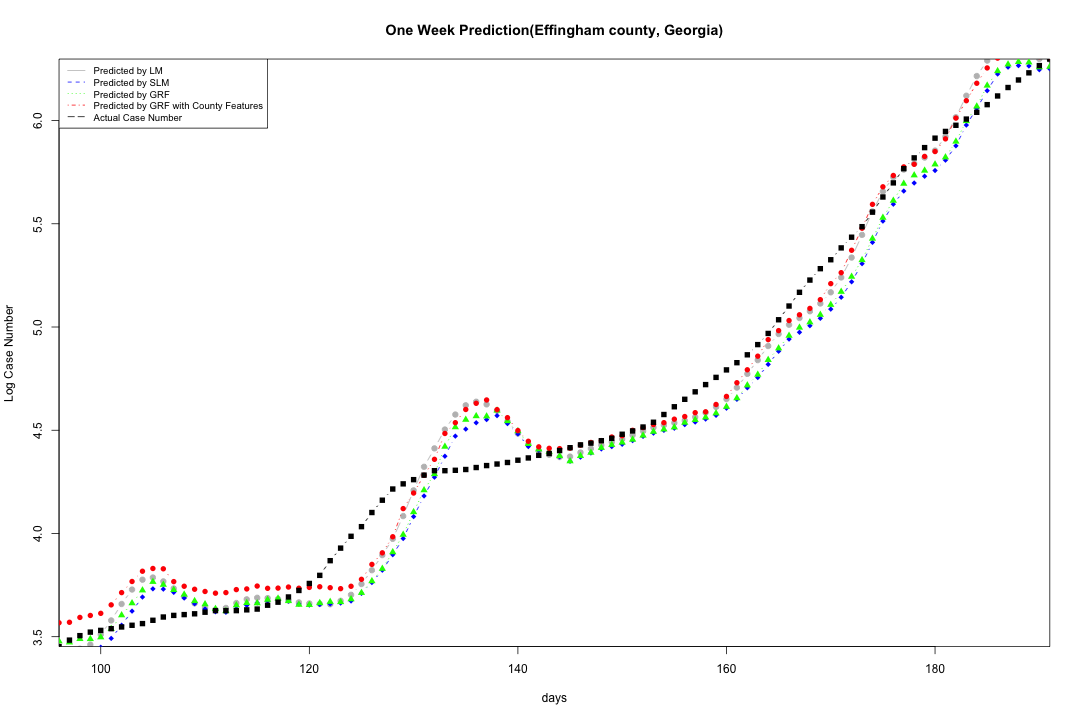 One Week Prediction(Effingham county, Georgia)
Predicted by LM
Predicted by SLM
Predicted by GRF
Predicted by GRF with County Features
Actual Case Number
6.0
5.5
5.0
4.5
4.0
3.5
Log Case Number
100 120 140 160 180
days